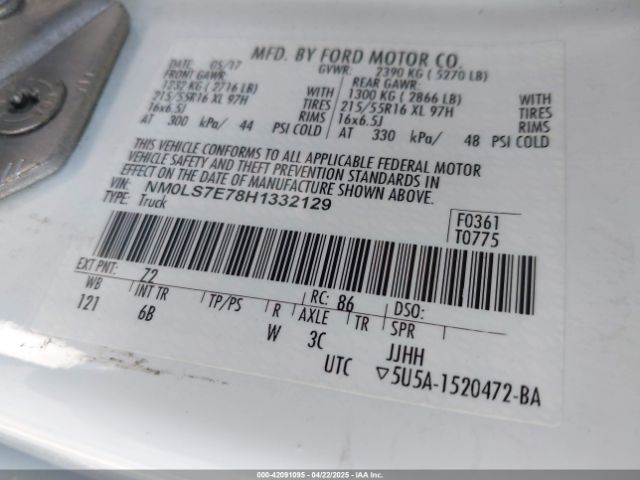 MFD. BY FORD MOTOR CO.
DATE: 05/17 GVWR: 2390 KG ( 5270 LB)
FRONT GAWR: REAR GAWR:
1232 KG ( 2716 LB) WITH 1300 KG ( 2866 LB) WITH
215/55R16 XL 97H TIRES 215/55R16 XL 97H TIRES
16x6.5J RIMS 16x6.5J RIMS
AT 300 kPa/ 44 PSI COLD AT 330 kPa/ 48 PSI COLD
THIS VEHICLE CONFORMS TO ALL APPLICABLE FEDERAL MOTOR
VEHICLE SAFETY AND THEFT PREVENTION STANDARDS IN
EFFECT ON THE DATE OF MANUFACTURE SHOWN ABOVE.
VIN: NM0LS7E78H1332129
TYPE: Truck
F0361
T0775
EXT PNT: Z2 RC: 86 DSO:
WB INT TR TP/PS R AXLE TR SPR
121 6B W 3C JJHH
UTC ▽5U5A-1520472-BA
000-42091095 - 04/22/2025 - IAAI.COM